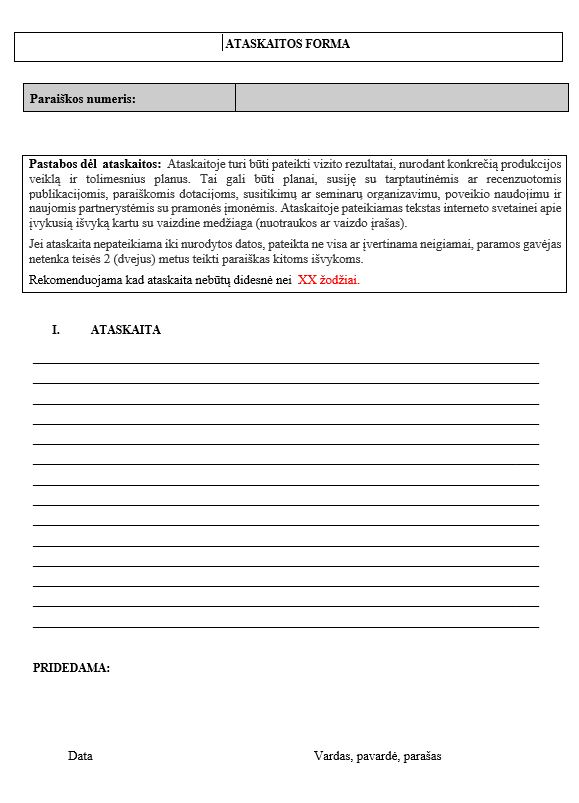 ATASKAITOS FORMA
Paraiškos numeris:
Pastabos dėl ataskaitos: Ataskaitoje turi būti pateikti vizito rezultatai, nurodant konkrečią produkcijos
veiklą ir tolimesnius planus. Tai gali būti planai, susiję su tarptautinėmis ar recenzuotomis
publikacijomis, paraiškomis dotacijoms, susitikimų ar seminarų organizavimu, poveikio naudojimu ir
naujomis partnerystėmis su pramonės įmonėmis. Ataskaitoje pateikiamas tekstas interneto svetainei apie
įvykusią išvyką kartu su vaizdine medžiaga (nuotraukos ar vaizdo įrašas).
Jei ataskaita nepateikiama iki nurodytos datos, pateikta ne visa ar įvertinama neigiamai, paramos gavėjas
netenka teisės 2 (dvejus) metus teikti paraiškas kitoms išvykoms.
Rekomenduojama kad ataskaita nebūtų didesnė nei XX žodžiai.
I. ATASKAITA
PRIDEDAMA:
Data Vardas, pavardė, parašas